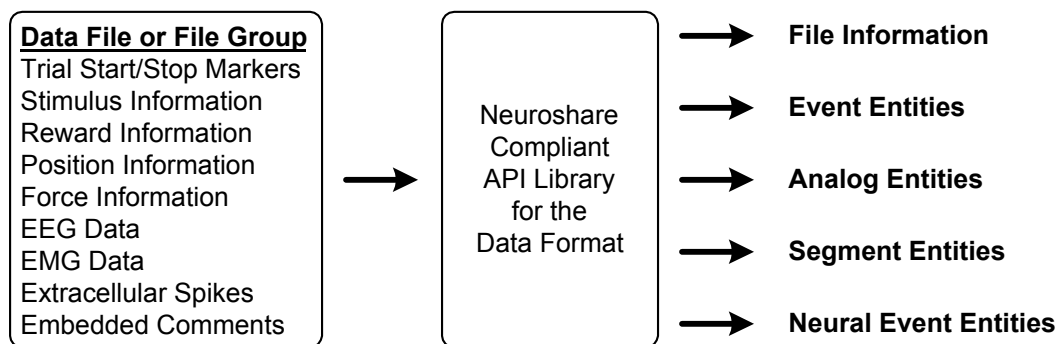 Data File or File Group
Trial Start/Stop Markers
Stimulus Information
Reward Information
Position Information
Force Information
EEG Data
EMG Data
Extracellular Spikes
Embedded Comments
Neuroshare
Compliant
API Library
for the
Data Format
File Information
Event Entities
Analog Entities
Segment Entities
Neural Event Entities